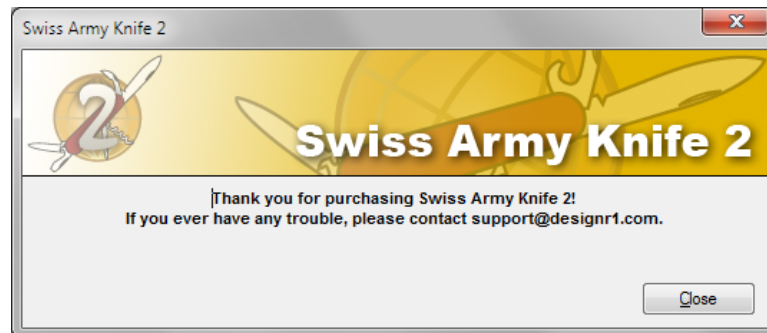 Swiss Army Knife 2
2
Swiss Army Knife 2
Thank you for purchasing Swiss Army Knife 2!
If you ever have any trouble, please contact support@designr1.com.
Close